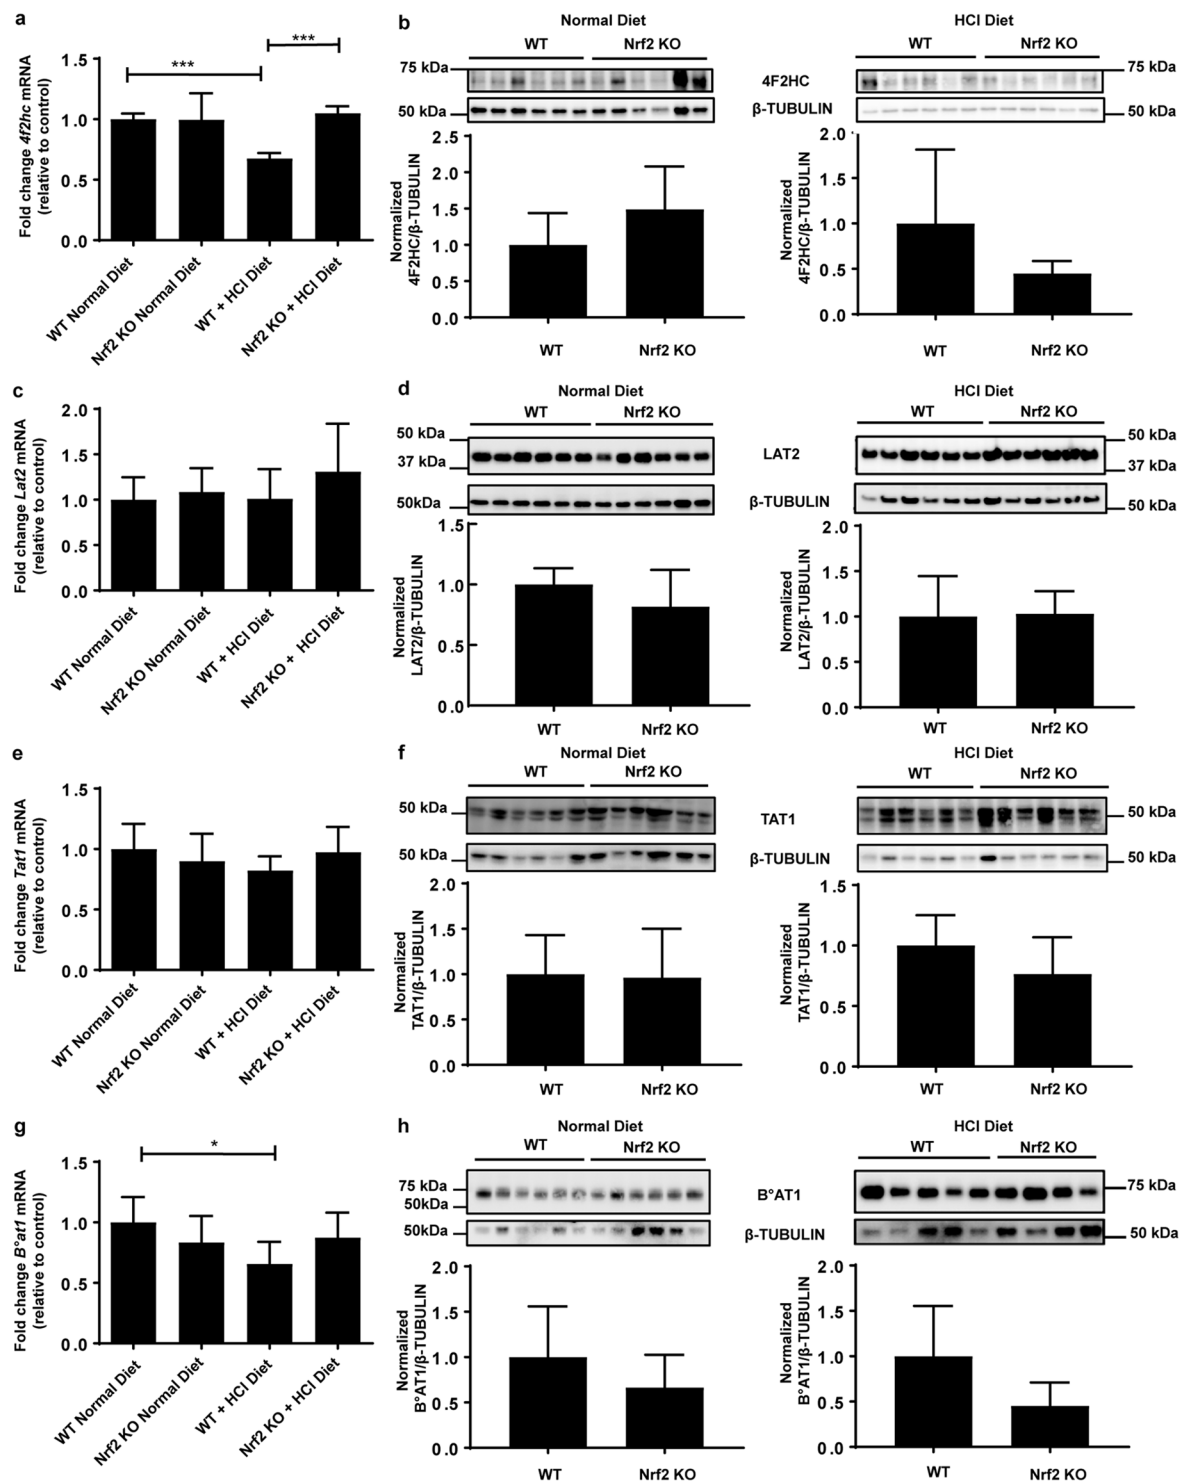 a
***
***
Fold change 4f2hc mRNA
(relative to control)
1.5
1.0
0.5
0.0
WT Normal Diet
Nrf2 KO Normal Diet
WT + HCl Diet
Nrf2 KO + HCl Diet
b
Normal Diet
WT
Nrf2 KO
75 kDa
50 kDa
4F2HC
β-TUBULIN
Normalized
4F2HC/β-TUBULIN
2.5
2.0
1.5
1.0
0.5
0.0
WT
Nrf2 KO
HCl Diet
WT
Nrf2 KO
75 kDa
50 kDa
Normalized
4F2HC/β-TUBULIN
2.0
1.5
1.0
0.5
0.0
WT
Nrf2 KO
c
Fold change Lat2 mRNA
(relative to control)
2.0
1.5
1.0
0.5
0.0
WT Normal Diet
Nrf2 KO Normal Diet
WT + HCl Diet
Nrf2 KO + HCl Diet
d
Normal Diet
WT
Nrf2 KO
50 kDa
37 kDa
50kDa
LAT2
β-TUBULIN
Normalized
LAT2/β-TUBULIN
1.5
1.0
0.5
0.0
WT
Nrf2 KO
HCl Diet
WT
Nrf2 KO
50 kDa
37 kDa
50 kDa
Normalized
LAT2/β-TUBULIN
2.0
1.5
1.0
0.5
0.0
WT
Nrf2 KO
e
Fold change Tat1 mRNA
(relative to control)
1.5
1.0
0.5
0.0
WT Normal Diet
Nrf2 KO Normal Diet
WT + HCl Diet
Nrf2 KO + HCl Diet
f
Normal Diet
WT
Nrf2 KO
50 kDa
50 kDa
TAT1
β-TUBULIN
Normalized
TAT1/β-TUBULIN
2.0
1.5
1.0
0.5
0.0
WT
Nrf2 KO
HCl Diet
WT
Nrf2 KO
50 kDa
50 kDa
Normalized
TAT1/β-TUBULIN
1.5
1.0
0.5
0.0
WT
Nrf2 KO
g
*
Fold change B°at1 mRNA
(relative to control)
1.5
1.0
0.5
0.0
WT Normal Diet
Nrf2 KO Normal Diet
WT + HCl Diet
Nrf2 KO + HCl Diet
h
Normal Diet
WT
Nrf2 KO
75 kDa
50kDa
50kDa
B°AT1
β-TUBULIN
Normalized
B°AT1/β-TUBULIN
2.0
1.5
1.0
0.5
0.0
WT
Nrf2 KO
HCl Diet
WT
Nrf2 KO
75 kDa
50 kDa
Normalized
B°AT1/β-TUBULIN
2.0
1.5
1.0
0.5
0.0
WT
Nrf2 KO